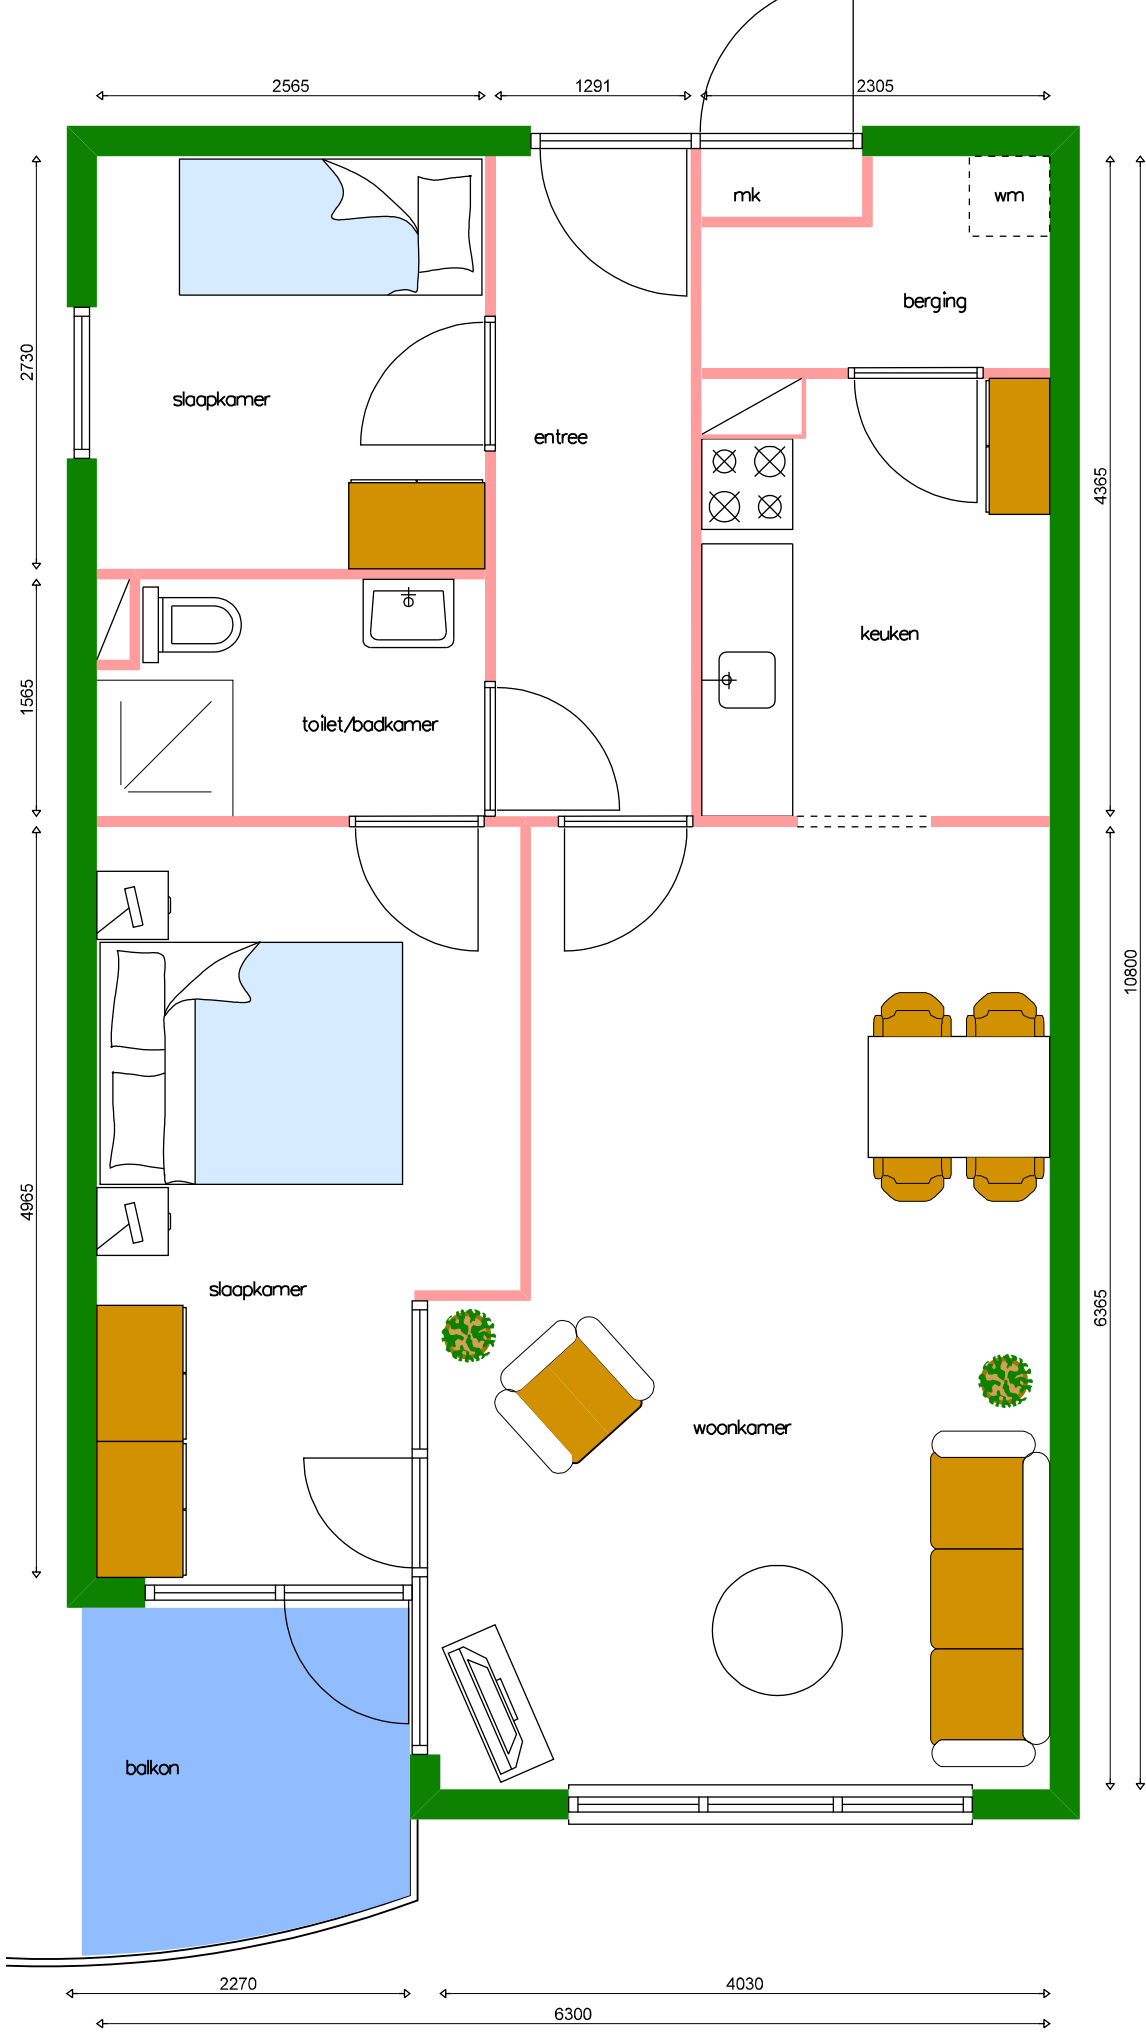 2565 1291 2305
mk wm
berging
2730
slaapkamer
entree
4365
keuken
1565
toilet/badkamer
10800
4965
slaapkamer
6365
woonkamer
balkon
2270 4030
6300